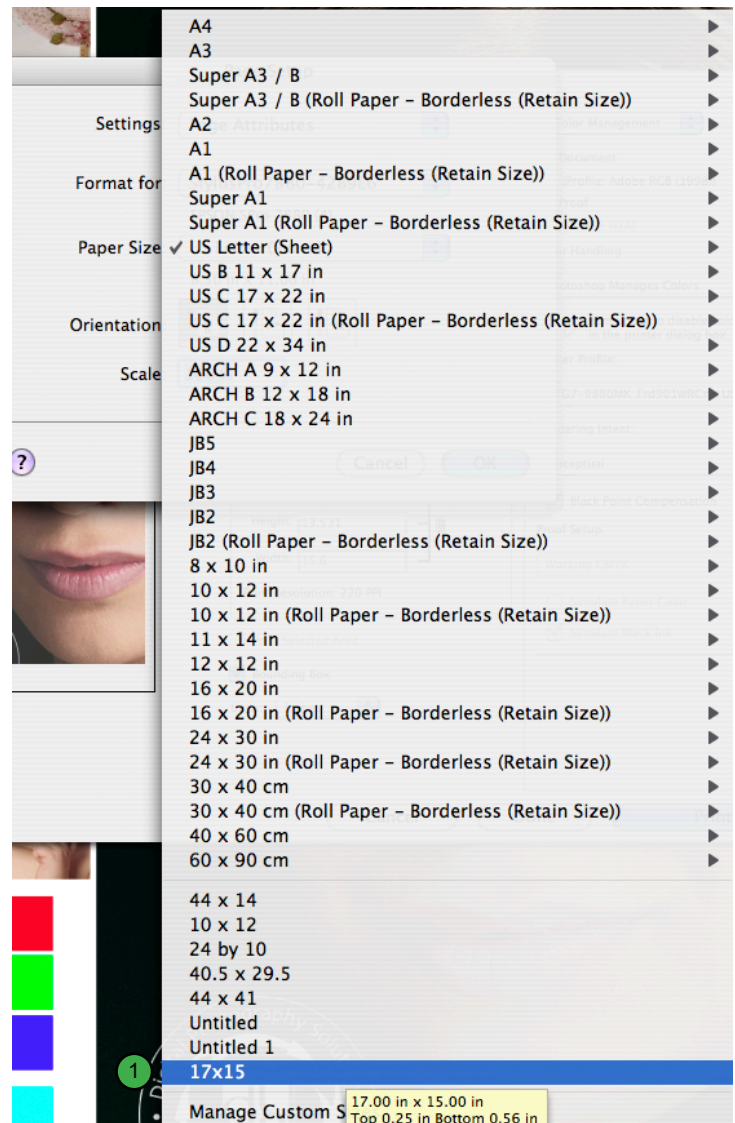 A4
A3
Super A3 / B
Super A3 / B (Roll Paper – Borderless (Retain Size))
Settings
A2
A1
Format for
A1 (Roll Paper – Borderless (Retain Size))
Super A1
Super A1 (Roll Paper – Borderless (Retain Size))
Paper Size ✓ US Letter (Sheet)
US B 11 x 17 in
US C 17 x 22 in
Orientation
US C 17 x 22 in (Roll Paper – Borderless (Retain Size))
US D 22 x 34 in
Scale
ARCH A 9 x 12 in
ARCH B 12 x 18 in
ARCH C 18 x 24 in
JB5
?
Cancel OK
JB4
JB3
JB2
JB2 (Roll Paper – Borderless (Retain Size))
8 x 10 in
10 x 12 in
10 x 12 in (Roll Paper – Borderless (Retain Size))
11 x 14 in
12 x 12 in
16 x 20 in
16 x 20 in (Roll Paper – Borderless (Retain Size))
24 x 30 in
24 x 30 in (Roll Paper – Borderless (Retain Size))
30 x 40 cm
30 x 40 cm (Roll Paper – Borderless (Retain Size))
40 x 60 cm
60 x 90 cm
44 x 14
10 x 12
24 by 10
40.5 x 29.5
44 x 41
Untitled
Untitled 1
1
17x15
Manage Custom S
17.00 in x 15.00 in
Top 0.25 in Bottom 0.56 in